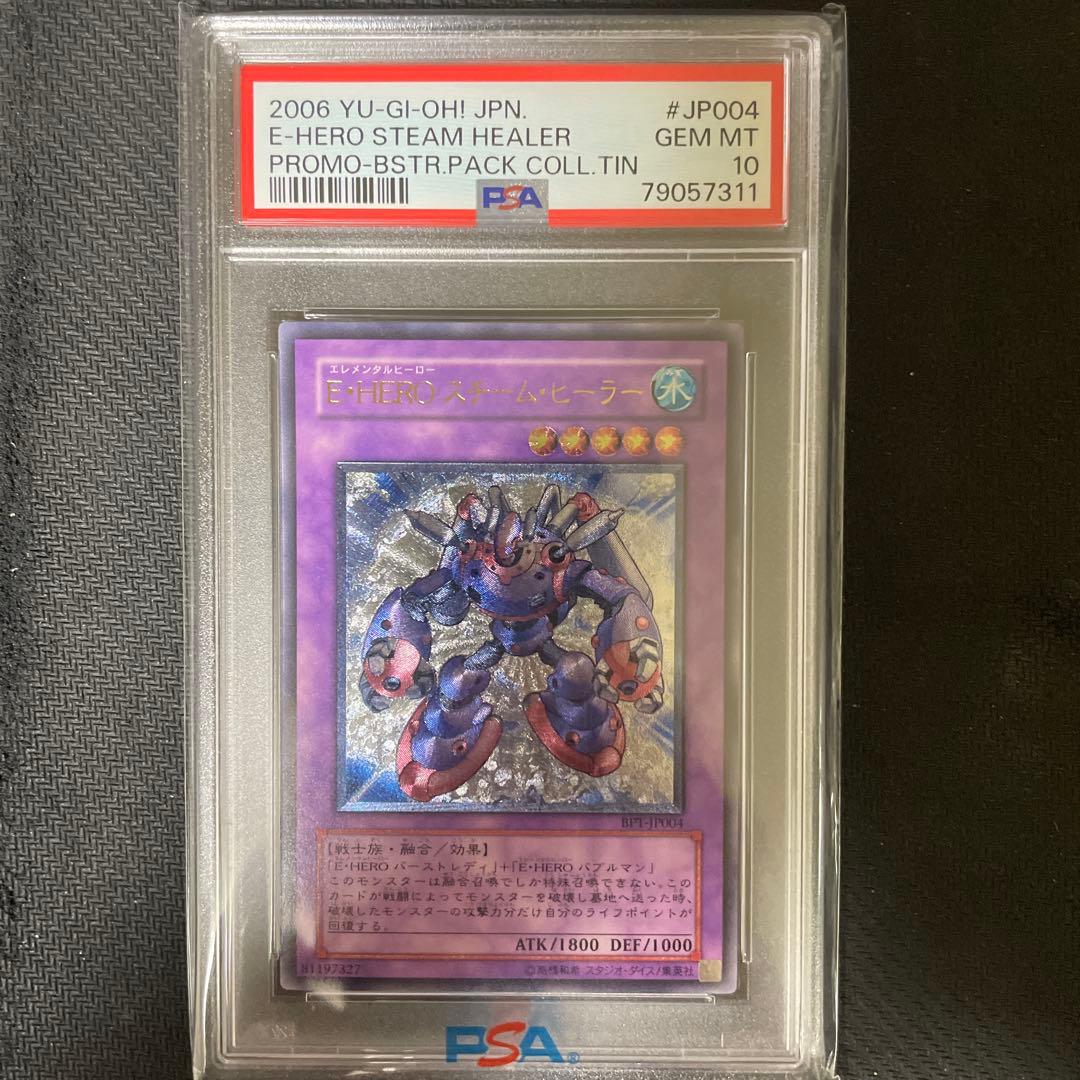 2006 YU-GI-OH! JPN. #JP004
E-HERO STEAM HEALER GEM MT
PROMO-BSTR.PACK COLL.TIN 10
PSA 79057311
エレメンタルヒーロー
E・HERO スチーム・ヒーラー 水
BPT-JP004
【戦士族・融合/効果】
「E・HERO バーストレディ」+「E・HERO バブルマン」
このモンスターは融合召喚でしか特殊召喚できない。この
カードが戦闘によってモンスターを破壊し墓地へ送った時、
破壊したモンスターの攻撃力分だけ自分のライフポイントが
回復する。
ATK/1800 DEF/1000
81197327 ©高橋和希 スタジオ・ダイス/集英社
PSA®